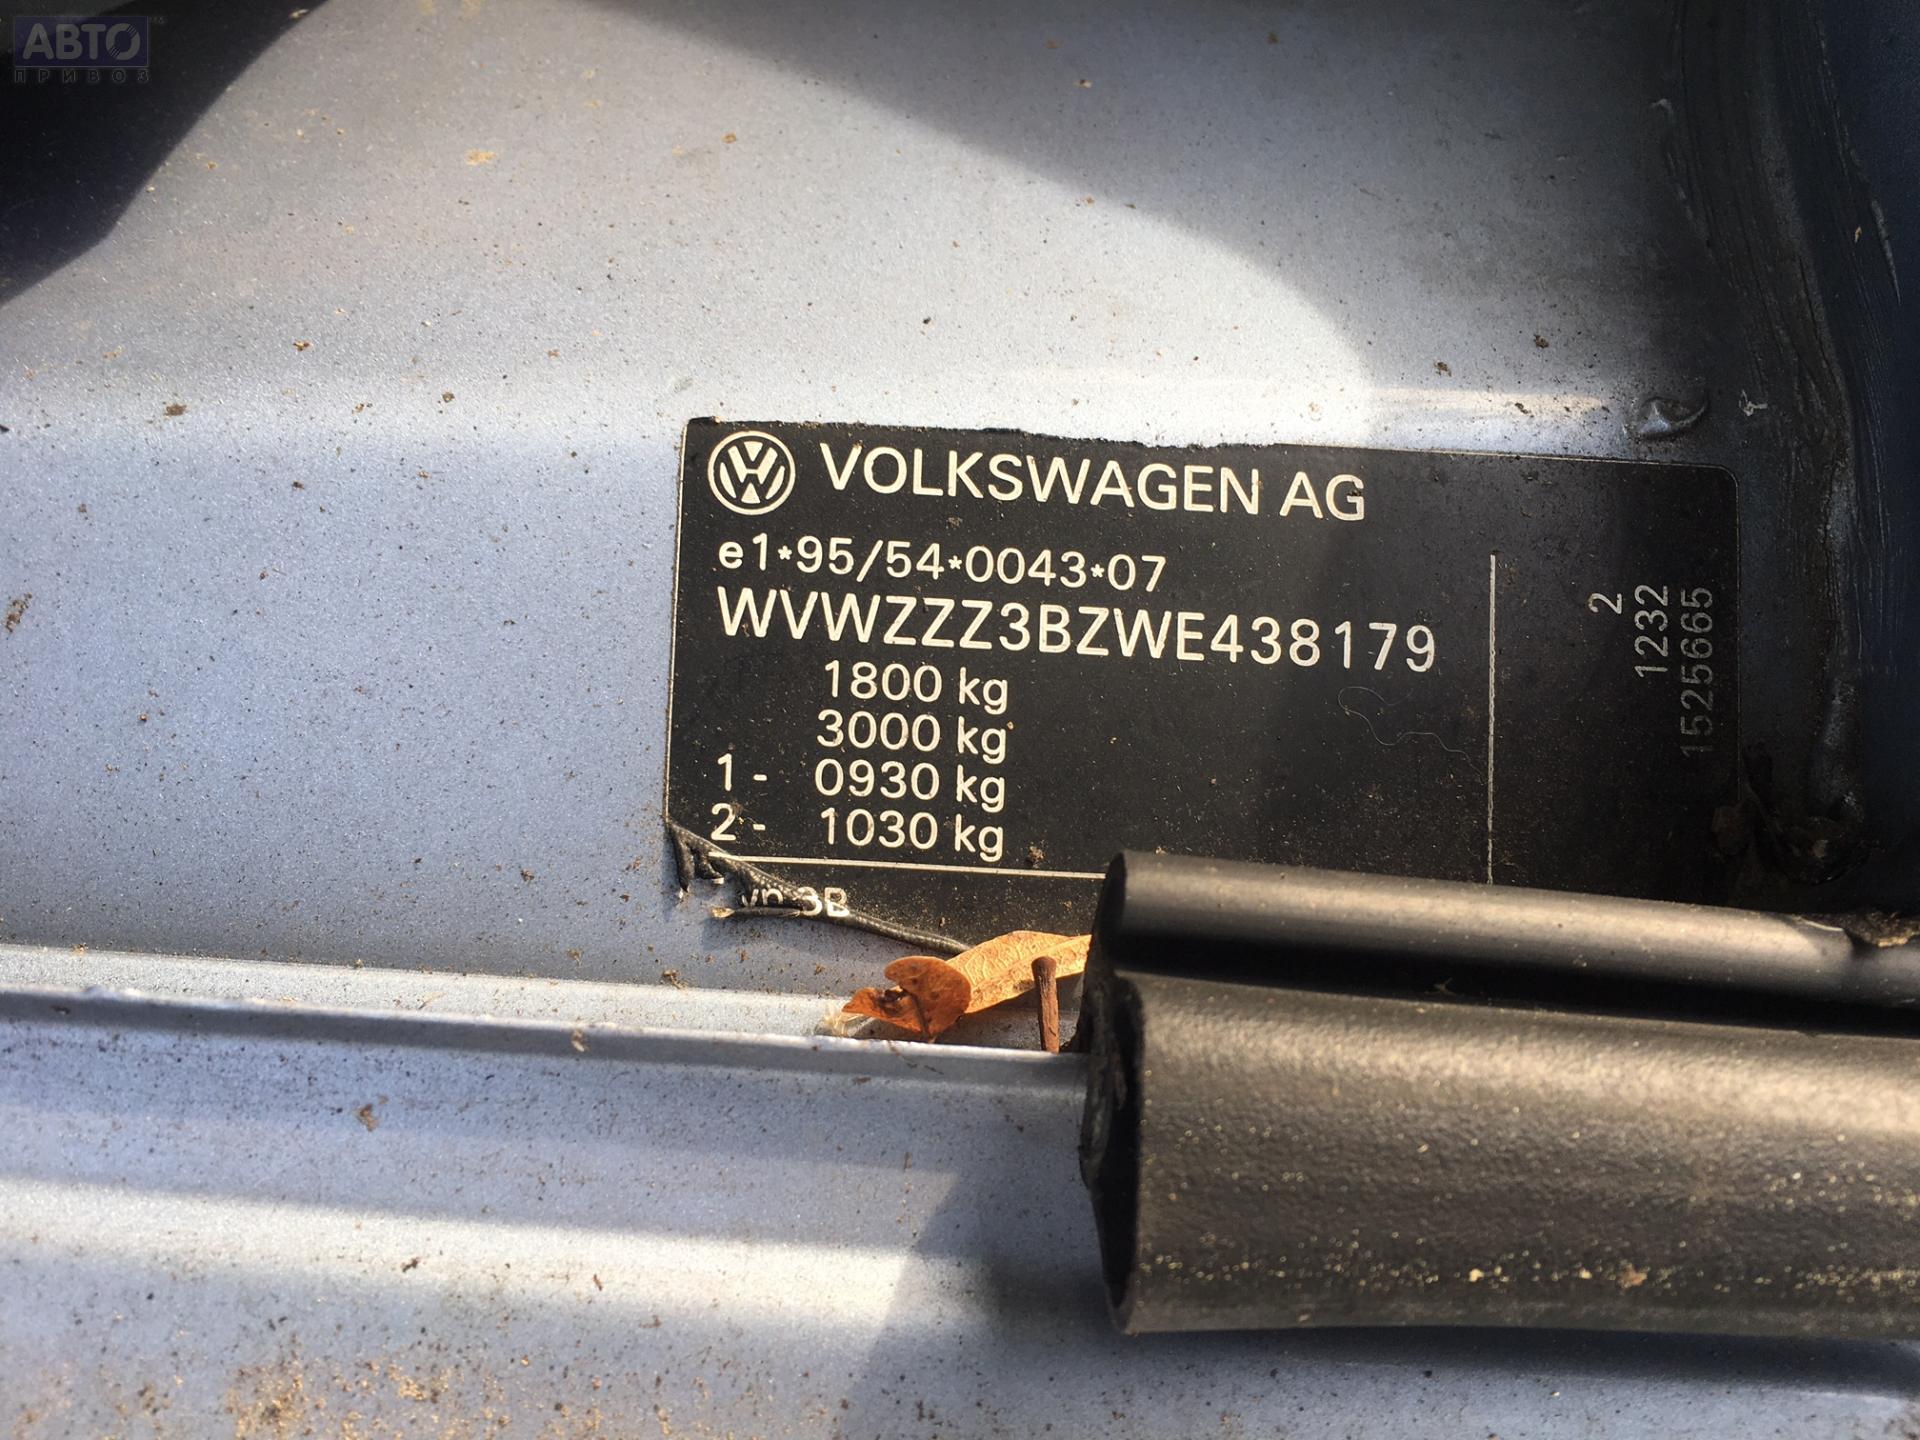 АВТО
ПРИВОЗ
VOLKSWAGEN AG
e1*95/54*0043*07
WVWZZZ3BZWE438179
1800 kg
3000 kg
1- 0930 kg
2- 1030 kg
3B
2
1232
1525665